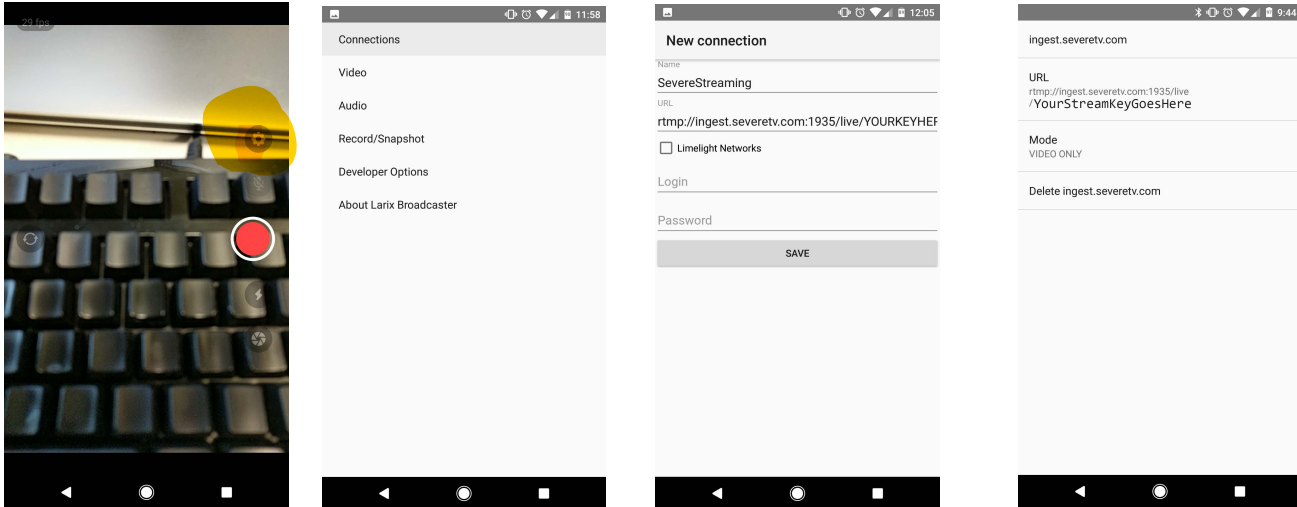 29 fps
11:58
Connections
Video
Audio
Record/Snapshot
Developer Options
About Larix Broadcaster
12:05
New connection
Name
SevereStreaming
URL
rtmp://ingest.severetv.com:1935/live/YOURKEYHER
Limelight Networks
Login
Password
SAVE
9:44
ingest.severetv.com
URL
rtmp://ingest.severetv.com:1935/live
/YourStreamKeyGoesHere
Mode
VIDEO ONLY
Delete ingest.severetv.com